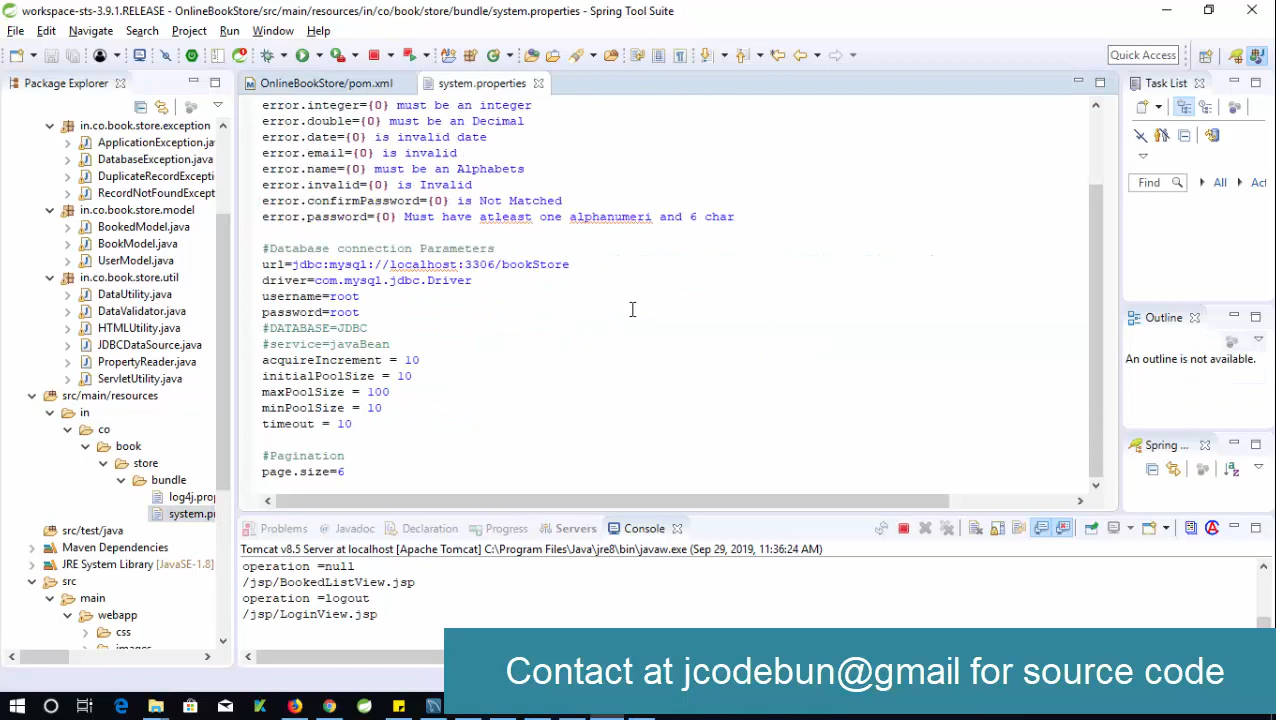 workspace-sts-3.9.1.RELEASE - OnlineBookStore/src/main/resources/in/co/book/store/bundle/system.properties - Spring Tool Suite
File Edit Navigate Search Project Run Window Help
Quick Access
Package Explorer
in.co.book.store.exception
ApplicationException.ja
DatabaseException.java
DuplicateRecordExcept
RecordNotFoundExcept
in.co.book.store.model
BookedModel.java
BookModel.java
UserModel.java
in.co.book.store.util
DataUtility.java
DataValidator.java
HTMLUtility.java
JDBCDataSource.java
PropertyReader.java
ServletUtility.java
src/main/resources
in
co
book
store
bundle
log4j.pro
system.pr
src/test/java
Maven Dependencies
JRE System Library [JavaSE-1.8]
src
main
webapp
css
images
OnlineBookStore/pom.xml
system.properties
error.integer={0} must be an integer
error.double={0} must be an Decimal
error.date={0} is invalid date
error.email={0} is invalid
error.name={0} must be an Alphabets
error.invalid={0} is Invalid
error.confirmPassword={0} is Not Matched
error.password={0} Must have atleast one alphanumeri and 6 char
#Database connection Parameters
url=jdbc:mysql://localhost:3306/bookStore
driver=com.mysql.jdbc.Driver
username=root
password=root
#DATABASE=JDBC
#service=javaBean
acquireIncrement = 10
initialPoolSize = 10
maxPoolSize = 100
minPoolSize = 10
timeout = 10
#Pagination
page.size=6
Task List
Find All Acti
Outline
An outline is not available.
Spring ...
Problems Javadoc Declaration Progress Servers Console
Tomcat v8.5 Server at localhost [Apache Tomcat] C:\Program Files\Java\jre8\bin\javaw.exe (Sep 29, 2019, 11:36:24 AM)
operation =null
/jsp/BookedListView.jsp
operation =logout
/jsp/LoginView.jsp
Contact at jcodebun@gmail for source code